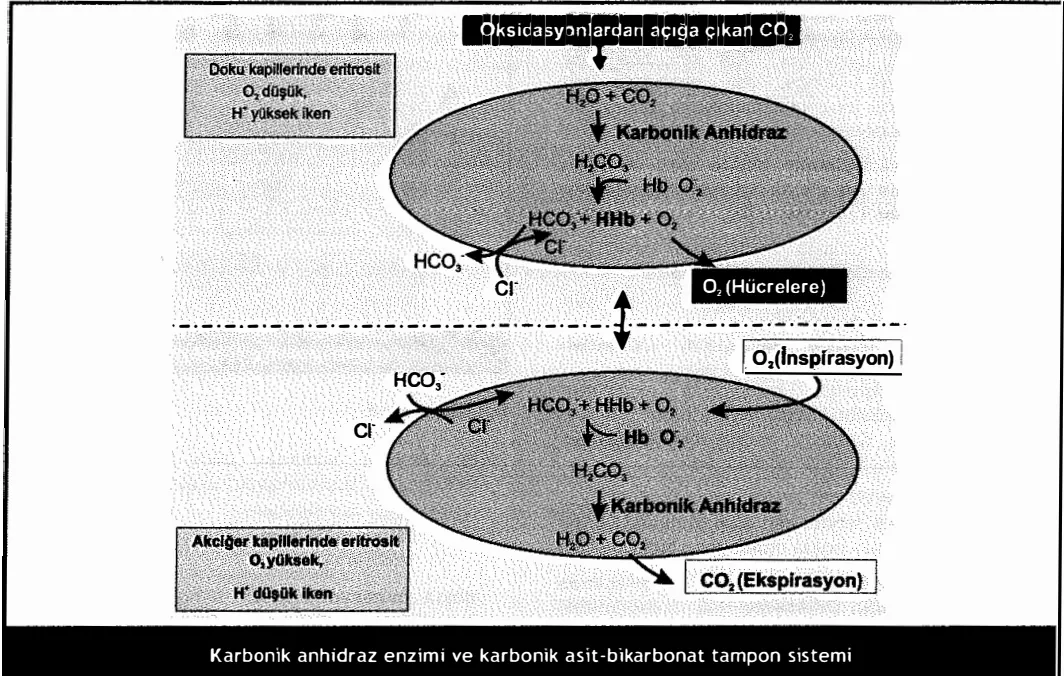 Oksidasyonlardan açığa çıkan CO₂
Doku kapillerinde eritrosit
O₂ düşük,
H⁺ yüksek iken
H₂O + CO₂
Karbonik Anhidraz
H₂CO₃
Hb O₂
HCO₃⁻ + HHb + O₂
HCO₃⁻
Cl⁻
Cl⁻
O₂ (Hücrelere)
O₂(İnspirasyon)
HCO₃⁻
Cl⁻
Cl⁻
HCO₃⁻ + HHb + O₂
Hb O⁻₂
H₂CO₃
Karbonik Anhidraz
H₂O + CO₂
Akciğer kapillerinde eritrosit
O₂ yüksek,
H⁺ düşük iken
CO₂ (Ekspirasyon)
Karbonik anhidraz enzimi ve karbonik asit-bikarbonat tampon sistemi